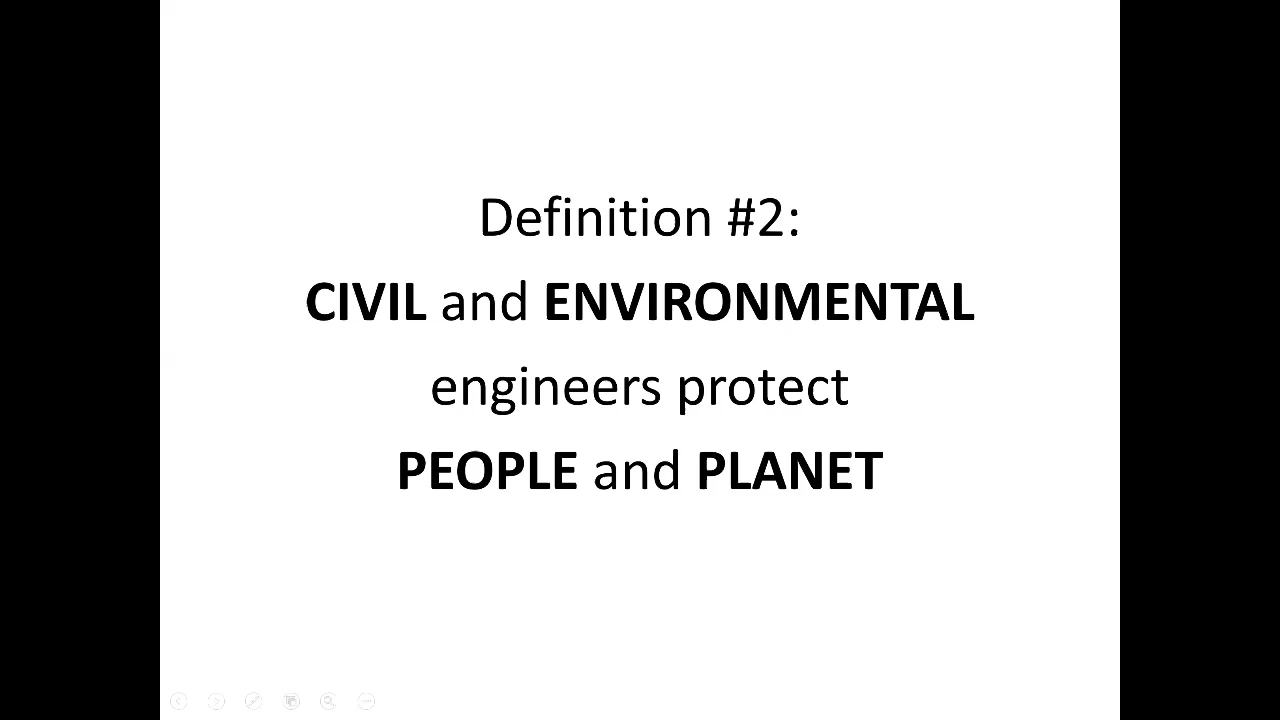 Definition #2:
CIVIL and ENVIRONMENTAL
engineers protect
PEOPLE and PLANET